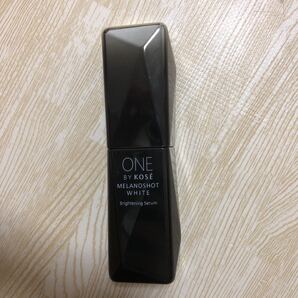 ONE
BY KOSÉ
MELANOSHOT
WHITE
Brightening Serum